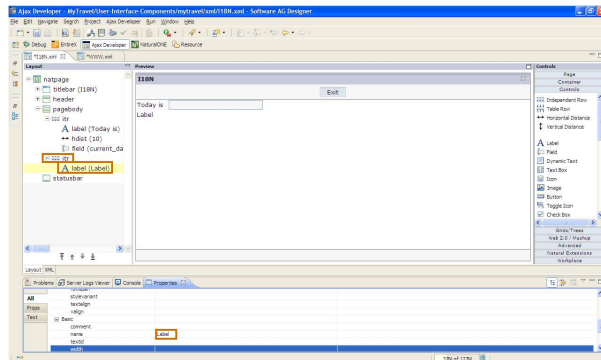 Ajax Developer - MyTravel/User-Interface Components/mytravel/xml/I18N.xml - Software AG Designer
File Edit Navigate Search Project Ajax Developer Run Window Help
Debug Entirex Ajax Developer NaturalONE Resource
*I18N.xml *WWW.xml
Layout
natpage
titlebar (I18N)
header
pagebody
itr
label (Today is)
hdist (10)
field (current_da
itr
label (Label)
statusbar
Layout XML
Preview
I18N
Exit
Today is
Label
Controls
Page
Container
Controls
Independent Row
Table Row
Horizontal Distance
Vertical Distance
Label
Field
Dynamic Text
Text Box
Icon
Image
Button
Toggle Icon
Check Box
Grids/Trees
Web 2.0 / Mashup
Advanced
Natural Extensions
Workplace
Problems Server Logs Viewer Console Properties
All
Props
Text
stylevariant
textalign
valign
Basic
comment
name Label
textid
width